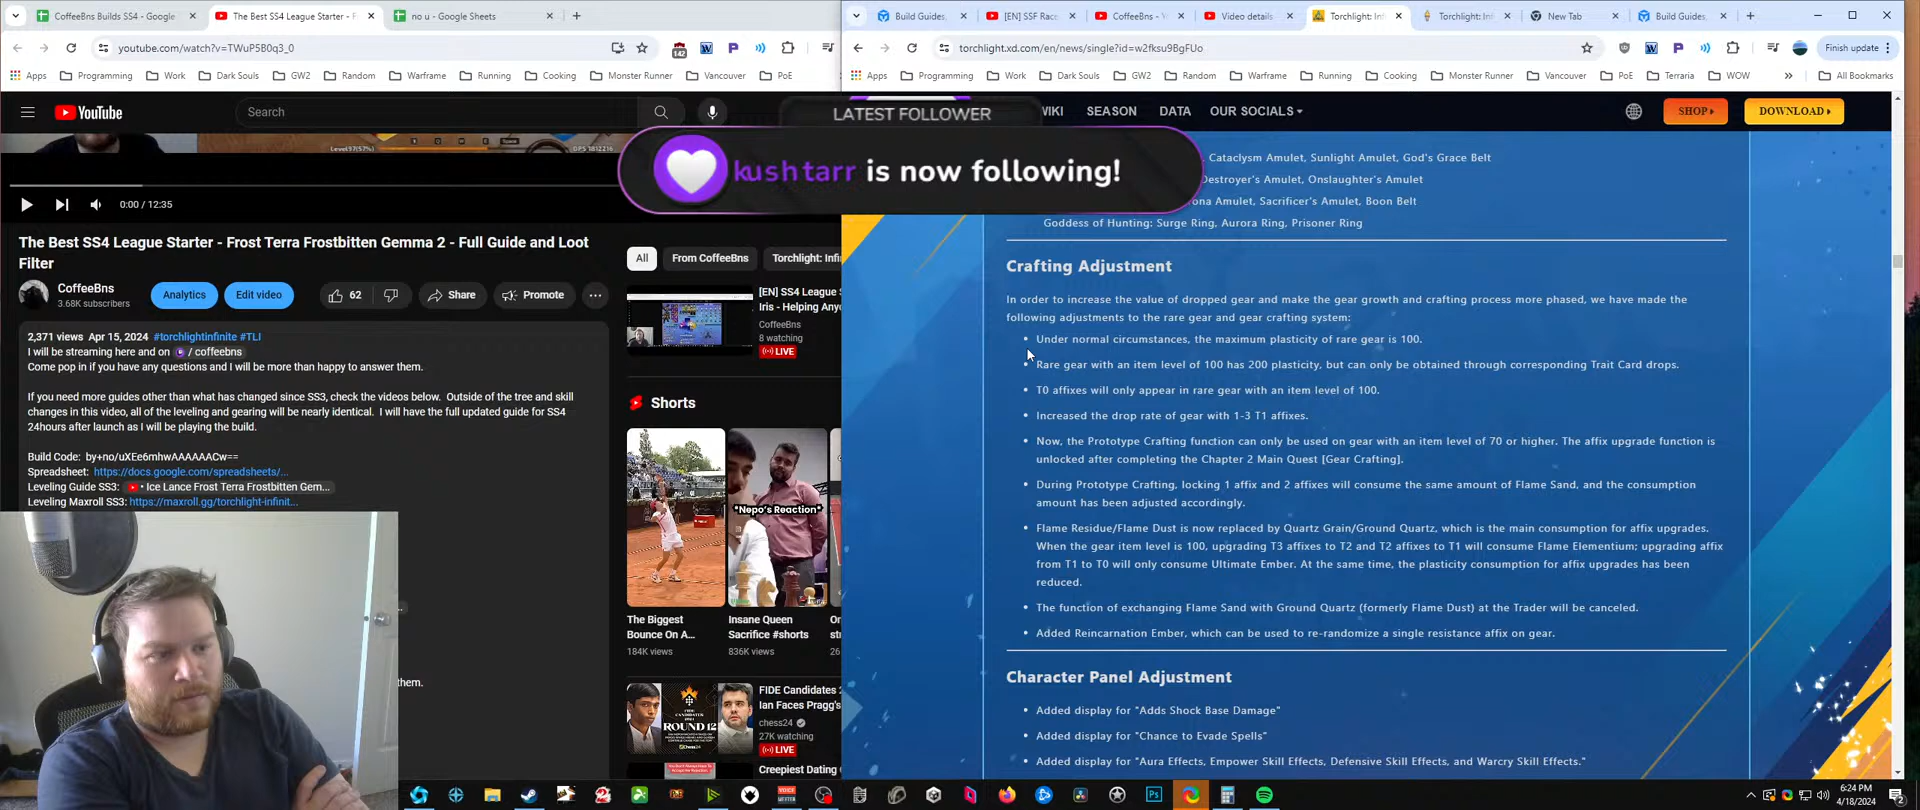 CoffeeBns Builds SS4 - Google
The Best SS4 League Starter - F
no u - Google Sheets
Build Guides,
[EN] SSF Race
CoffeeBns - Y
Video details
Torchlight: Inf
Torchlight: Inf
New Tab
Build Guides,
youtube.com/watch?v=TWuP5B0q3_0
142
torchlight.xd.com/en/news/single?id=w2fksu9BgFUo
Finish update
Apps Programming Work Dark Souls GW2 Random Warframe Running Cooking Monster Runner Vancouver PoE
Apps Programming Work Dark Souls GW2 Random Warframe Running Cooking Monster Runner Vancouver PoE Terraria WOW
All Bookmarks
YouTube
Search
LATEST FOLLOWER
kushtarr is now following!
WIKI SEASON DATA OUR SOCIALS
SHOP
DOWNLOAD
0:00 / 12:35
The Best SS4 League Starter - Frost Terra Frostbitten Gemma 2 - Full Guide and Loot
Filter
CoffeeBns
3.68K subscribers
Analytics
Edit video
62
Share
Promote
2,371 views Apr 15, 2024 #torchlightinfinite #TLI
I will be streaming here and on / coffeebns
Come pop in if you have any questions and I will be more than happy to answer them.
If you need more guides other than what has changed since SS3, check the videos below. Outside of the tree and skill
changes in this video, all of the leveling and gearing will be nearly identical. I will have the full updated guide for SS4
24hours after launch as I will be playing the build.
Build Code: by+no/uXEe6mhwAAAAACw==
Spreadsheet: https://docs.google.com/spreadsheets/...
Leveling Guide SS3: • Ice Lance Frost Terra Frostbitten Gem...
Leveling Maxroll SS3: https://maxroll.gg/torchlight-infinit...
them.
All
From CoffeeBns
Torchlight: Infi
[EN] SS4 League S
Iris - Helping Anyo
CoffeeBns
8 watching
LIVE
Shorts
*Nepo's Reaction*
The Biggest
Bounce On A...
184K views
Insane Queen
Sacrifice #shorts
836K views
26
FIDE Candidates 2
Ian Faces Pragg's
chess24
27K watching
LIVE
ROUND 12
Creepiest Dating
Cataclysm Amulet, Sunlight Amulet, God's Grace Belt
Destroyer's Amulet, Onslaughter's Amulet
ona Amulet, Sacrificer's Amulet, Boon Belt
Goddess of Hunting: Surge Ring, Aurora Ring, Prisoner Ring
Crafting Adjustment
In order to increase the value of dropped gear and make the gear growth and crafting process more phased, we have made the
following adjustments to the rare gear and gear crafting system:
• Under normal circumstances, the maximum plasticity of rare gear is 100.
• Rare gear with an item level of 100 has 200 plasticity, but can only be obtained through corresponding Trait Card drops.
• T0 affixes will only appear in rare gear with an item level of 100.
• Increased the drop rate of gear with 1-3 T1 affixes.
• Now, the Prototype Crafting function can only be used on gear with an item level of 70 or higher. The affix upgrade function is
unlocked after completing the Chapter 2 Main Quest [Gear Crafting].
• During Prototype Crafting, locking 1 affix and 2 affixes will consume the same amount of Flame Sand, and the consumption
amount has been adjusted accordingly.
• Flame Residue/Flame Dust is now replaced by Quartz Grain/Ground Quartz, which is the main consumption for affix upgrades.
When the gear item level is 100, upgrading T3 affixes to T2 and T2 affixes to T1 will consume Flame Elementium; upgrading affix
from T1 to T0 will only consume Ultimate Ember. At the same time, the plasticity consumption for affix upgrades has been
reduced.
• The function of exchanging Flame Sand with Ground Quartz (formerly Flame Dust) at the Trader will be canceled.
• Added Reincarnation Ember, which can be used to re-randomize a single resistance affix on gear.
Character Panel Adjustment
• Added display for "Adds Shock Base Damage"
• Added display for "Chance to Evade Spells"
• Added display for "Aura Effects, Empower Skill Effects, Defensive Skill Effects, and Warcry Skill Effects."
6:24 PM
4/18/2024